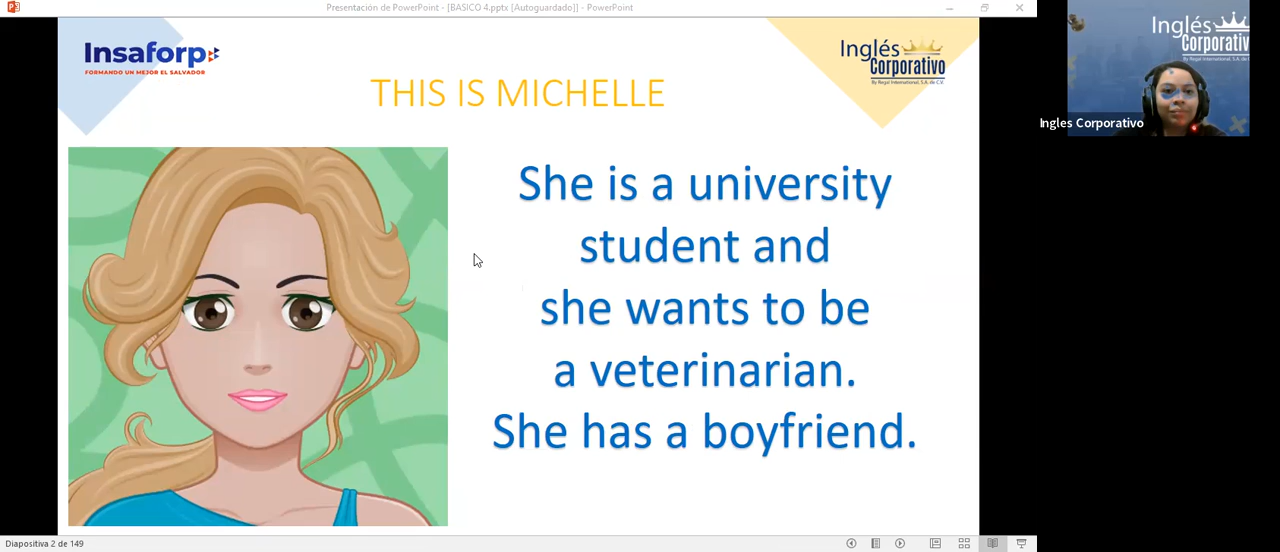 Presentación de PowerPoint - [BASICO 4.pptx [Autoguardado]] - PowerPoint
Insaforp
FORMANDO UN MEJOR EL SALVADOR
Inglés
Corporativo
By Regal International, S.A. de C.V.
THIS IS MICHELLE
She is a university
student and
she wants to be
a veterinarian.
She has a boyfriend.
Inglés
Corporativo
Ingles Corporativo
Diapositiva 2 de 149